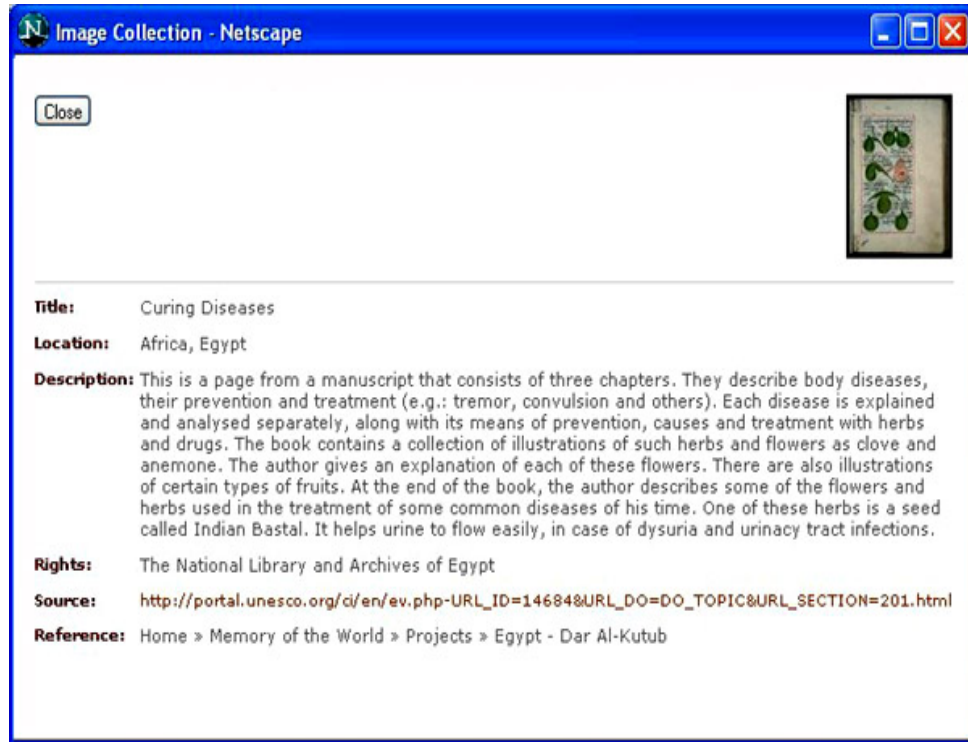 Image Collection - Netscape
Close
Title: Curing Diseases
Location: Africa, Egypt
Description: This is a page from a manuscript that consists of three chapters. They describe body diseases,
their prevention and treatment (e.g.: tremor, convulsion and others). Each disease is explained
and analysed separately, along with its means of prevention, causes and treatment with herbs
and drugs. The book contains a collection of illustrations of such herbs and flowers as clove and
anemone. The author gives an explanation of each of these flowers. There are also illustrations
of certain types of fruits. At the end of the book, the author describes some of the flowers and
herbs used in the treatment of some common diseases of his time. One of these herbs is a seed
called Indian Bastal. It helps urine to flow easily, in case of dysuria and urinary tract infections.
Rights: The National Library and Archives of Egypt
Source: http://portal.unesco.org/ci/en/ev.php-URL_ID=14684&URL_DO=DO_TOPIC&URL_SECTION=201.html
Reference: Home » Memory of the World » Projects » Egypt - Dar Al-Kutub